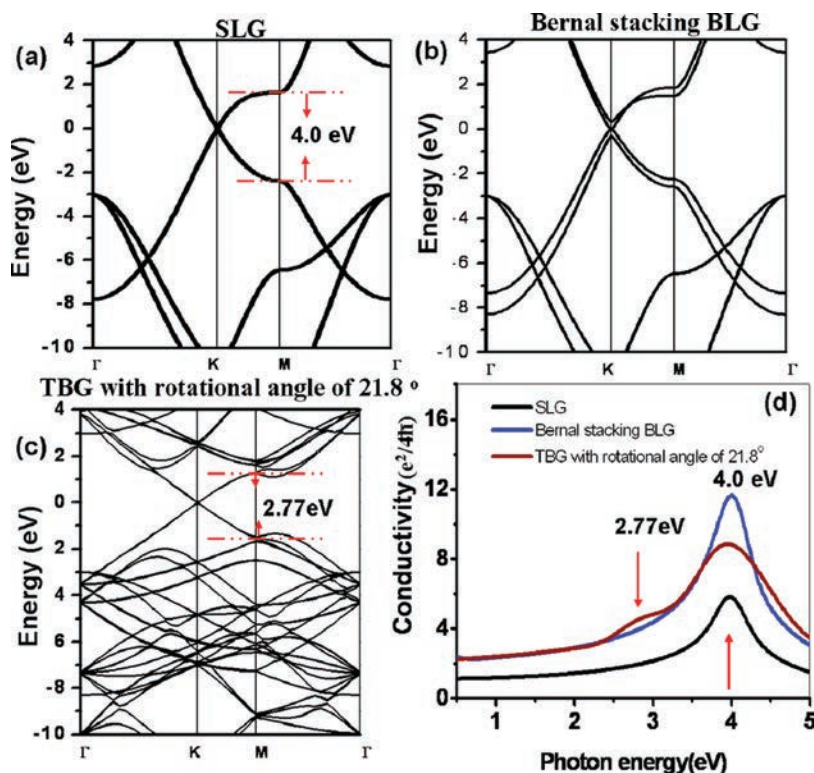 SLG
(a)
Energy (eV)
4
2
0
-2
-4
-6
-8
-10
4.0 eV
Γ K M Γ
Bernal stacking BLG
(b)
Energy (eV)
4
2
0
-2
-4
-6
-8
-10
Γ K M Γ
TBG with rotational angle of 21.8 °
(c)
Energy (eV)
4
2
0
2
4
6
-8
-10
2.77eV
Γ K M Γ
(d)
Conductivity (e²/4ħ)
16
12
8
4
0
SLG
Bernal stacking BLG
TBG with rotational angle of 21.8°
4.0 eV
2.77eV
1 2 3 4 5
Photon energy(eV)